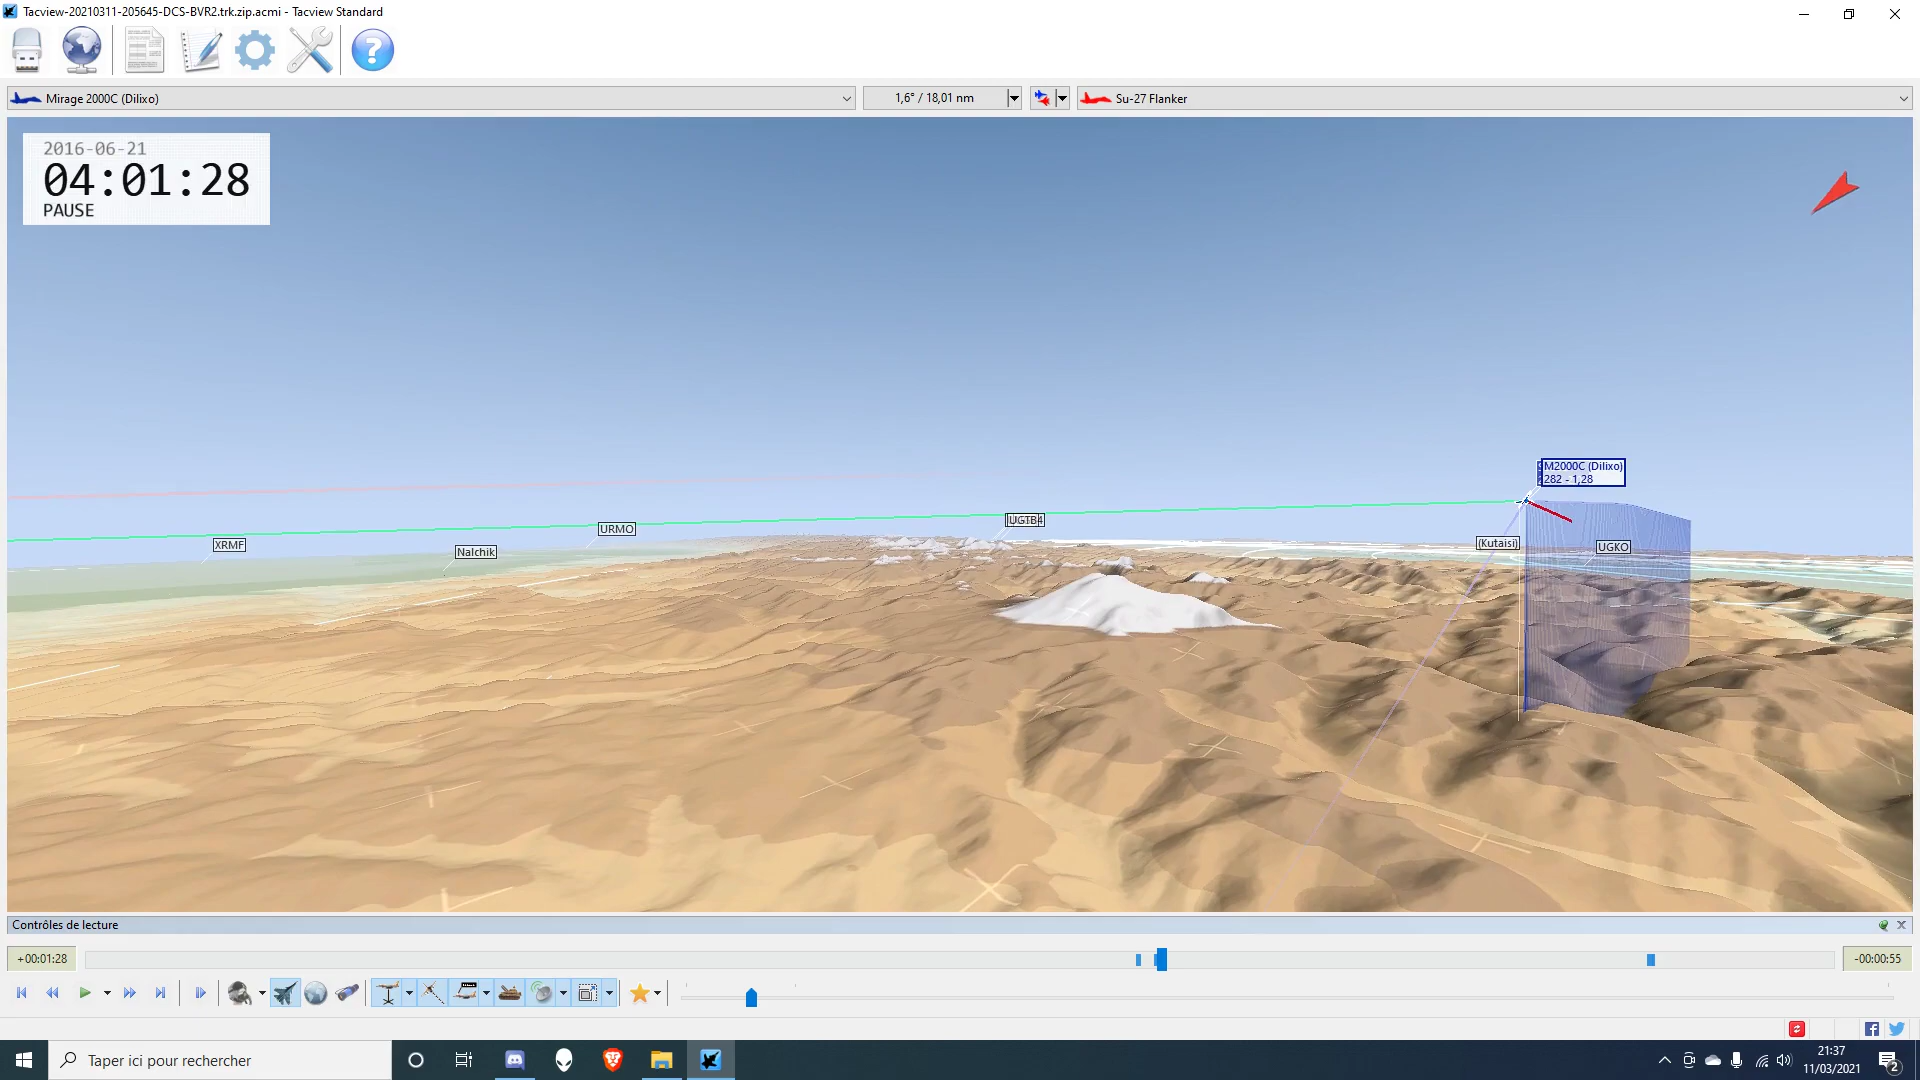 Tacview-20210311-205645-DCS-BVR2.trk.zip.acmi - Tacview Standard
Mirage 2000C (Dilixo)
1,6° / 18,01 nm
Su-27 Flanker
2016-06-21
04:01:28
PAUSE
M2000C (Dilixo)
282 - 1,28
UGTB4
URMO
XRMF
Nalchik
(Kutaisi)
UGKO
Contrôles de lecture
+00:01:28
-00:00:55
Taper ici pour rechercher
21:37
11/03/2021
2